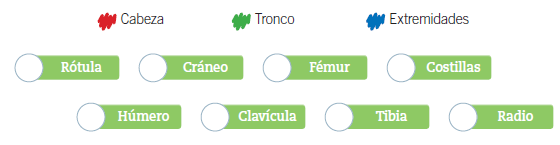 Cabeza Tronco Extremidades
Rótula Cráneo Fémur Costillas
Húmero Clavícula Tibia Radio